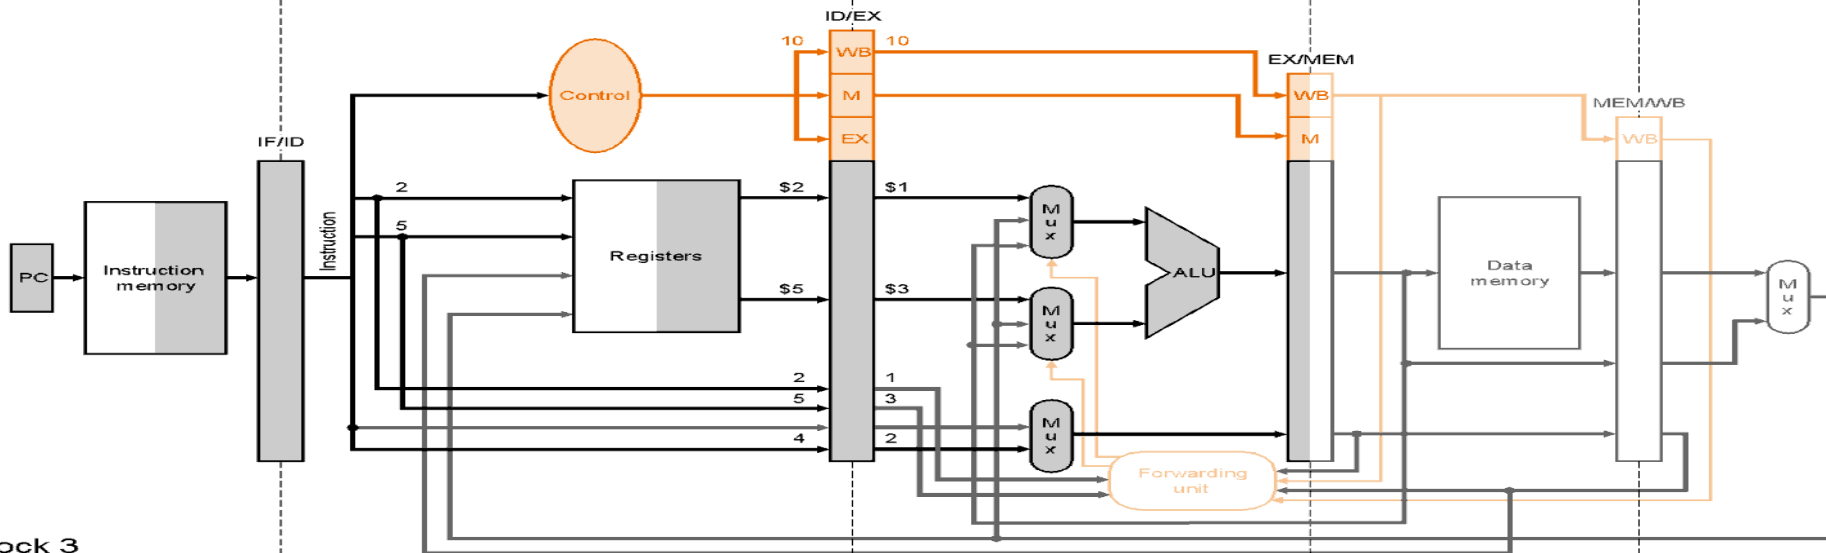 ID/EX
10
WB
10
EX/MEM
Control
M
WB
MEM/WB
IF/ID
EX
M
WB
2
$2
$1
M
u
x
5
Instruction
Registers
PC
Instruction
memory
ALU
Data
memory
M
u
x
$5
$3
M
u
x
2
1
5
3
4
2
M
u
x
Forwarding
unit
ock 3